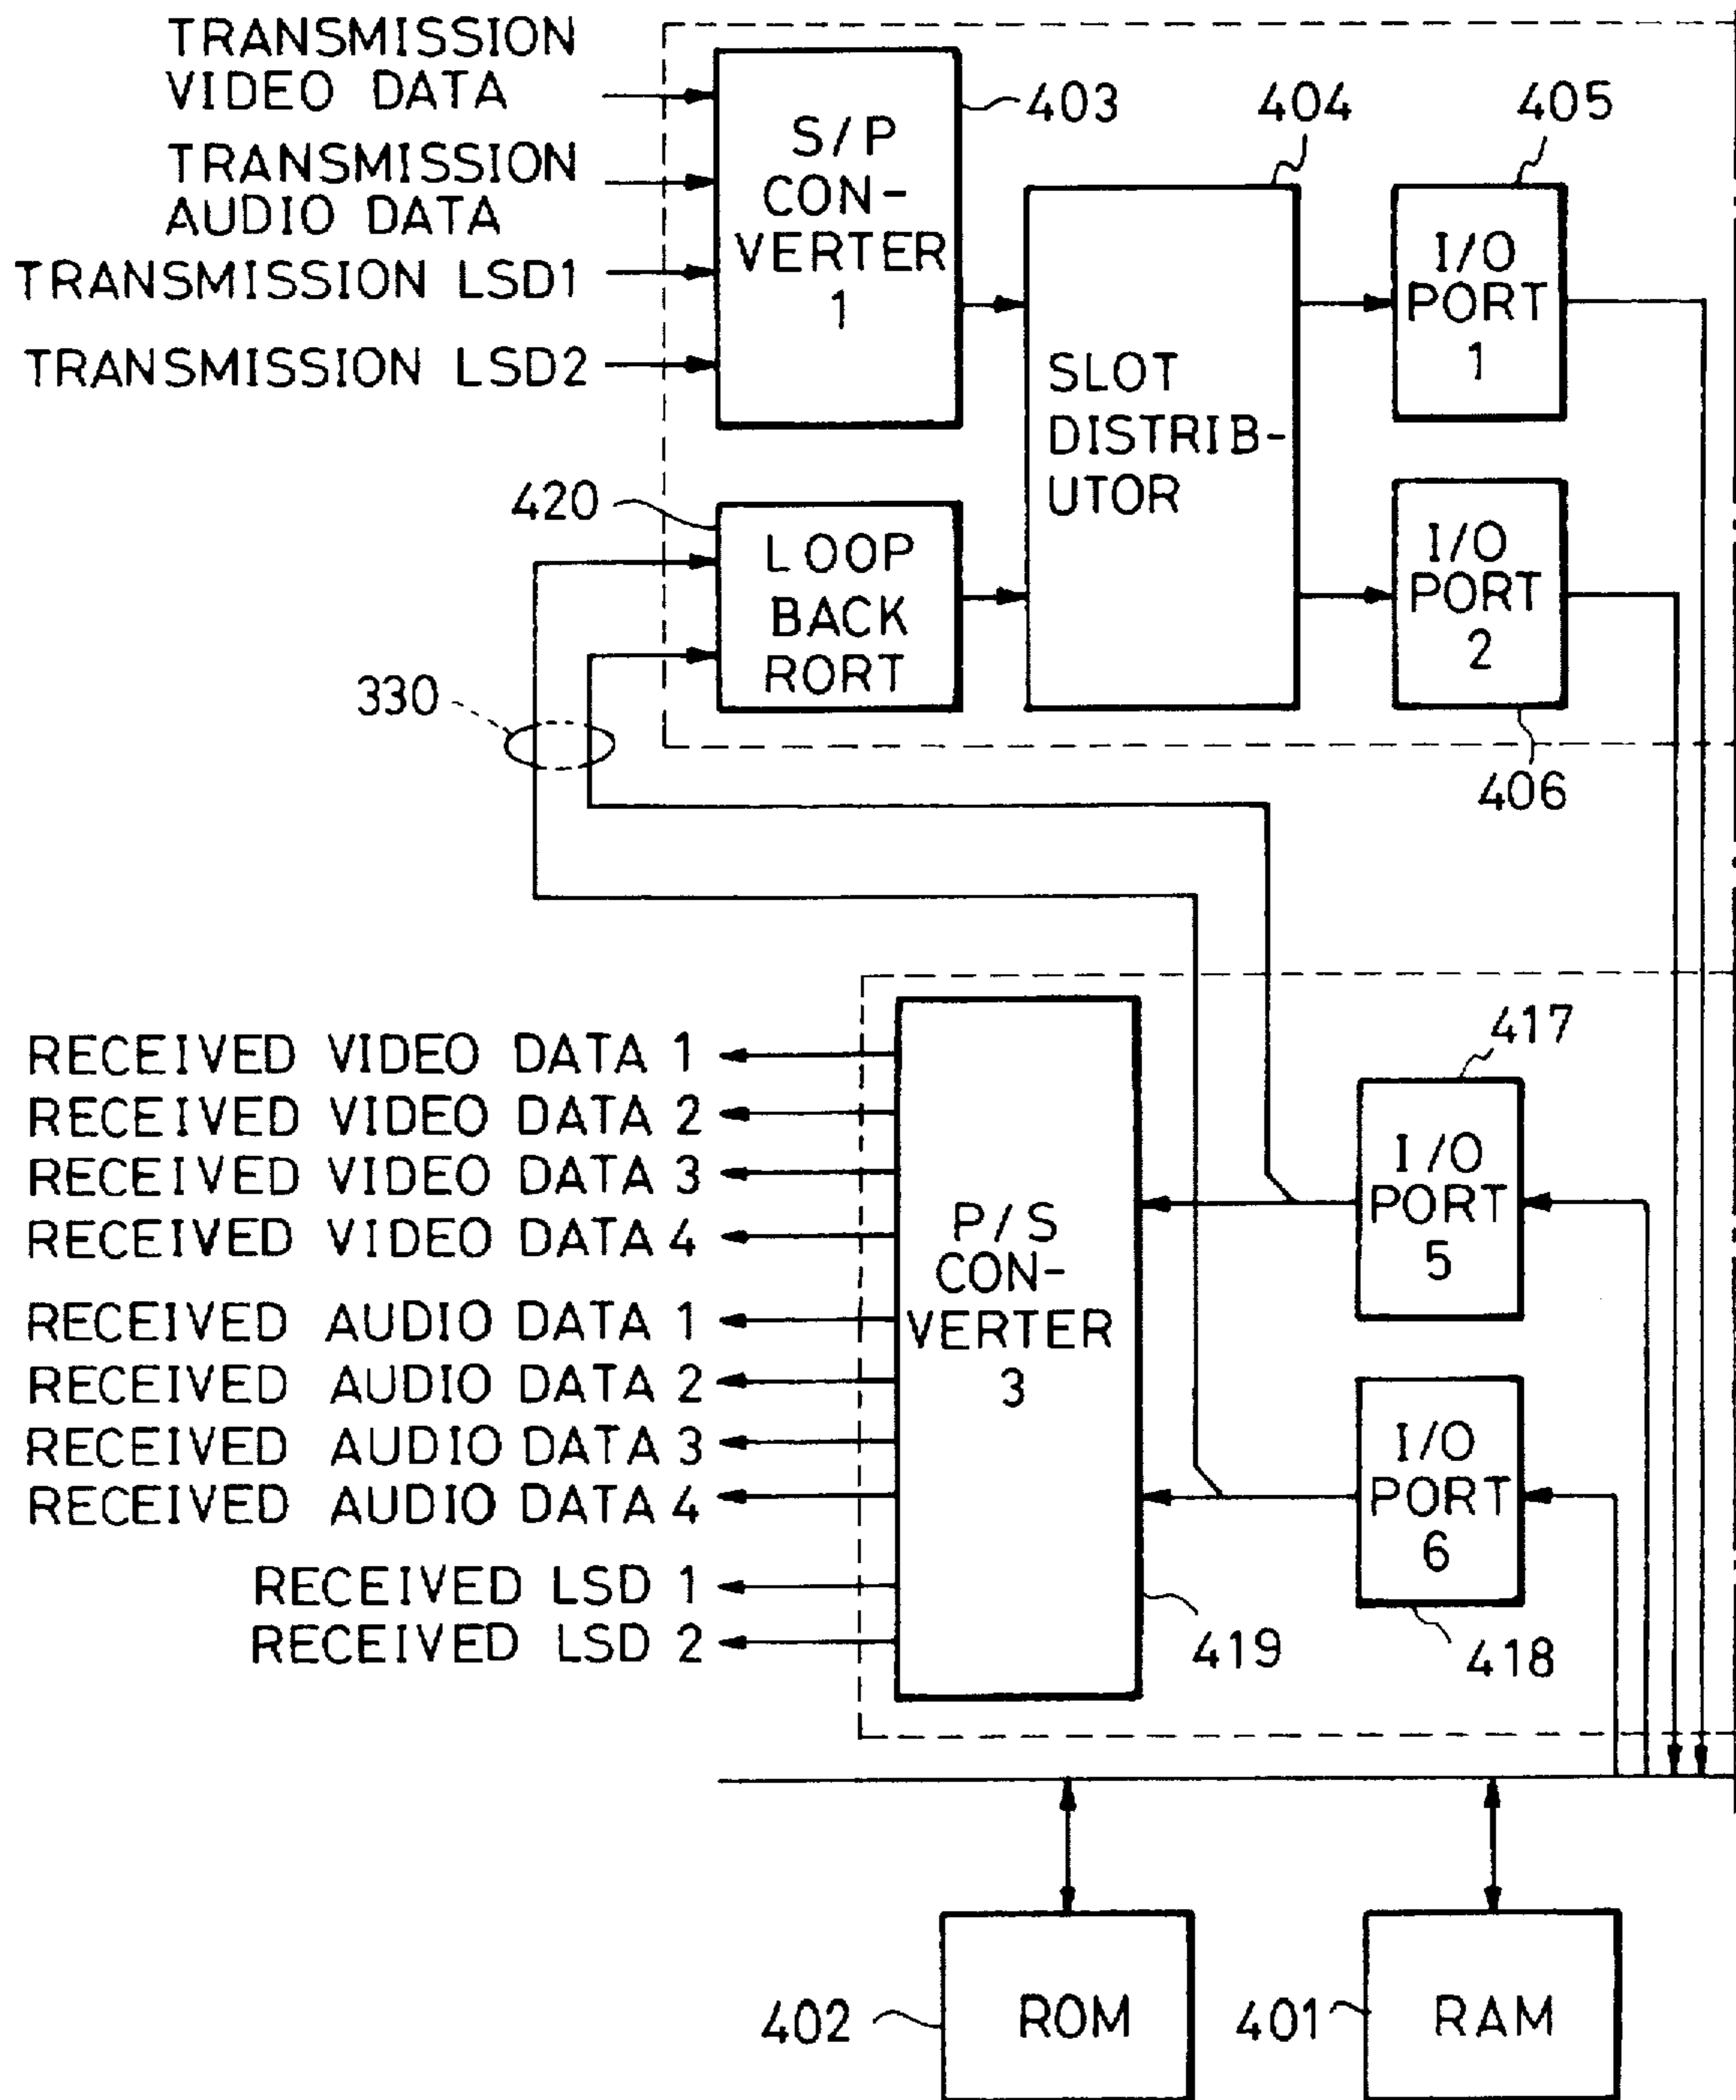 TRANSMISSION
VIDEO DATA
TRANSMISSION
AUDIO DATA
TRANSMISSION LSD1
TRANSMISSION LSD2
S/P
CON-
VERTER
1
403
404
405
SLOT
DISTRIB-
UTOR
I/O
PORT
1
420
LOOP
BACK
RORT
I/O
PORT
2
330
406
RECEIVED VIDEO DATA 1
RECEIVED VIDEO DATA 2
RECEIVED VIDEO DATA 3
RECEIVED VIDEO DATA 4
RECEIVED AUDIO DATA 1
RECEIVED AUDIO DATA 2
RECEIVED AUDIO DATA 3
RECEIVED AUDIO DATA 4
RECEIVED LSD 1
RECEIVED LSD 2
P/S
CON-
VERTER
3
417
I/O
PORT
5
I/O
PORT
6
419
418
402
ROM
401
RAM